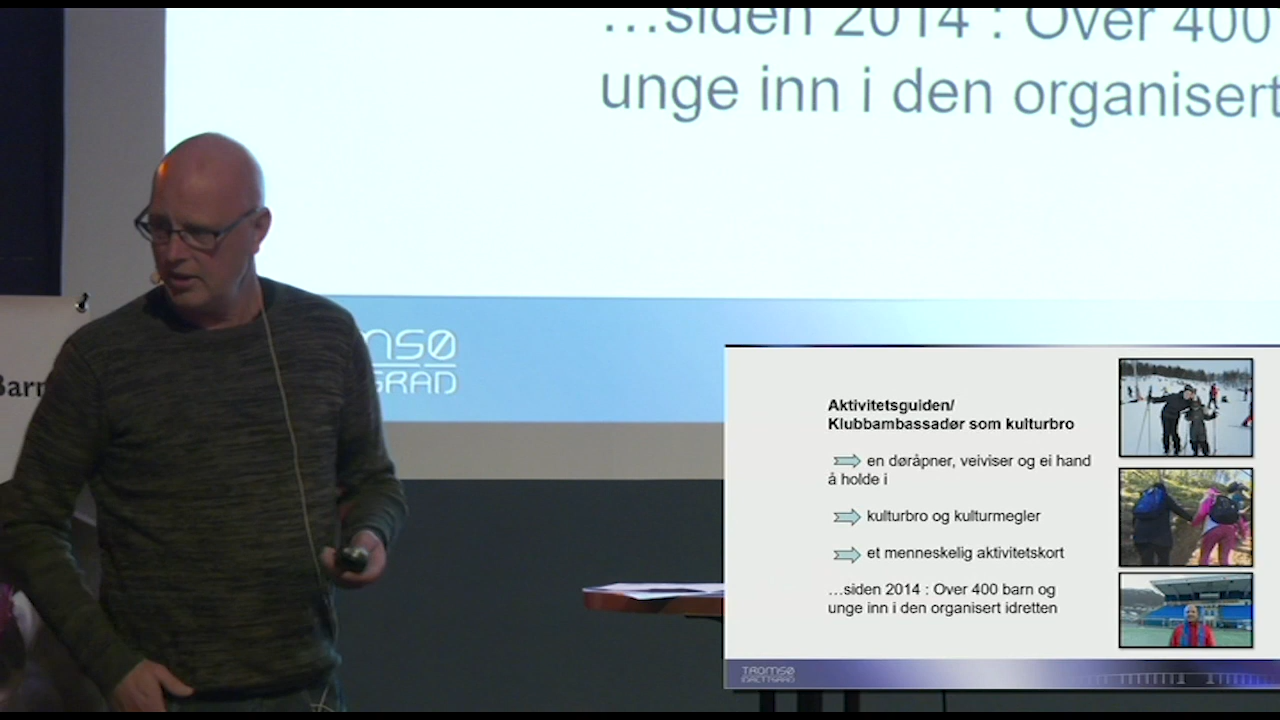 …siden 2014 : Over 400
unge inn i den organisert
Barn
Aktivitetsguiden/
Klubbambassadør som kulturbro
en døråpner, veiviser og ei hand
å holde i
kulturbro og kulturmegler
et menneskelig aktivitetskort
…siden 2014 : Over 400 barn og
unge inn i den organisert idretten
TROMSØ
IDRETTSRÅD